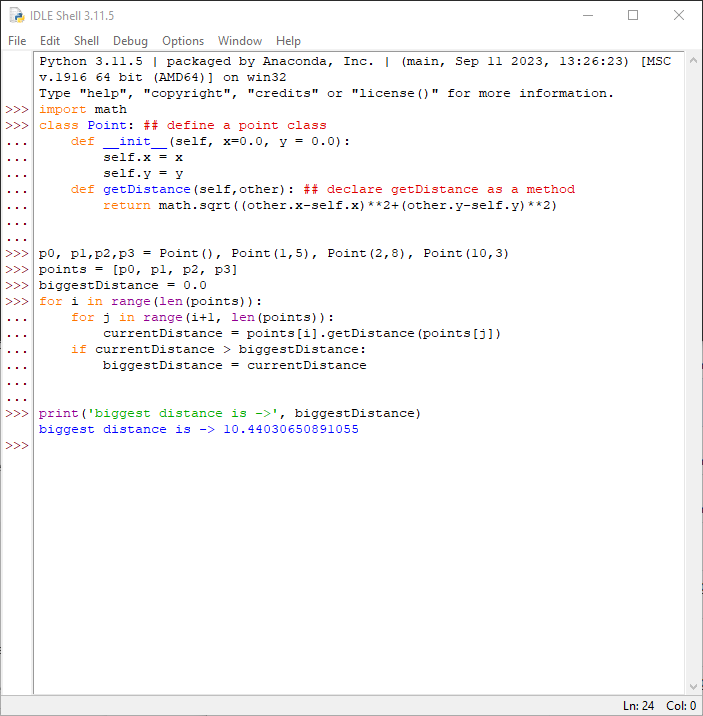 IDLE Shell 3.11.5
File Edit Shell Debug Options Window Help
Python 3.11.5 | packaged by Anaconda, Inc. | (main, Sep 11 2023, 13:26:23) [MSC
v.1916 64 bit (AMD64)] on win32
Type "help", "copyright", "credits" or "license()" for more information.
>>> import math
>>> class Point: ## define a point class
...     def __init__(self, x=0.0, y = 0.0):
...         self.x = x
...         self.y = y
...     def getDistance(self,other): ## declare getDistance as a method
...         return math.sqrt((other.x-self.x)**2+(other.y-self.y)**2)
...
...
>>> p0, p1,p2,p3 = Point(), Point(1,5), Point(2,8), Point(10,3)
>>> points = [p0, p1, p2, p3]
>>> biggestDistance = 0.0
>>> for i in range(len(points)):
...     for j in range(i+1, len(points)):
...         currentDistance = points[i].getDistance(points[j])
...     if currentDistance > biggestDistance:
...         biggestDistance = currentDistance
...
...
>>> print('biggest distance is ->', biggestDistance)
biggest distance is -> 10.44030650891055
>>>
Ln: 24 Col: 0